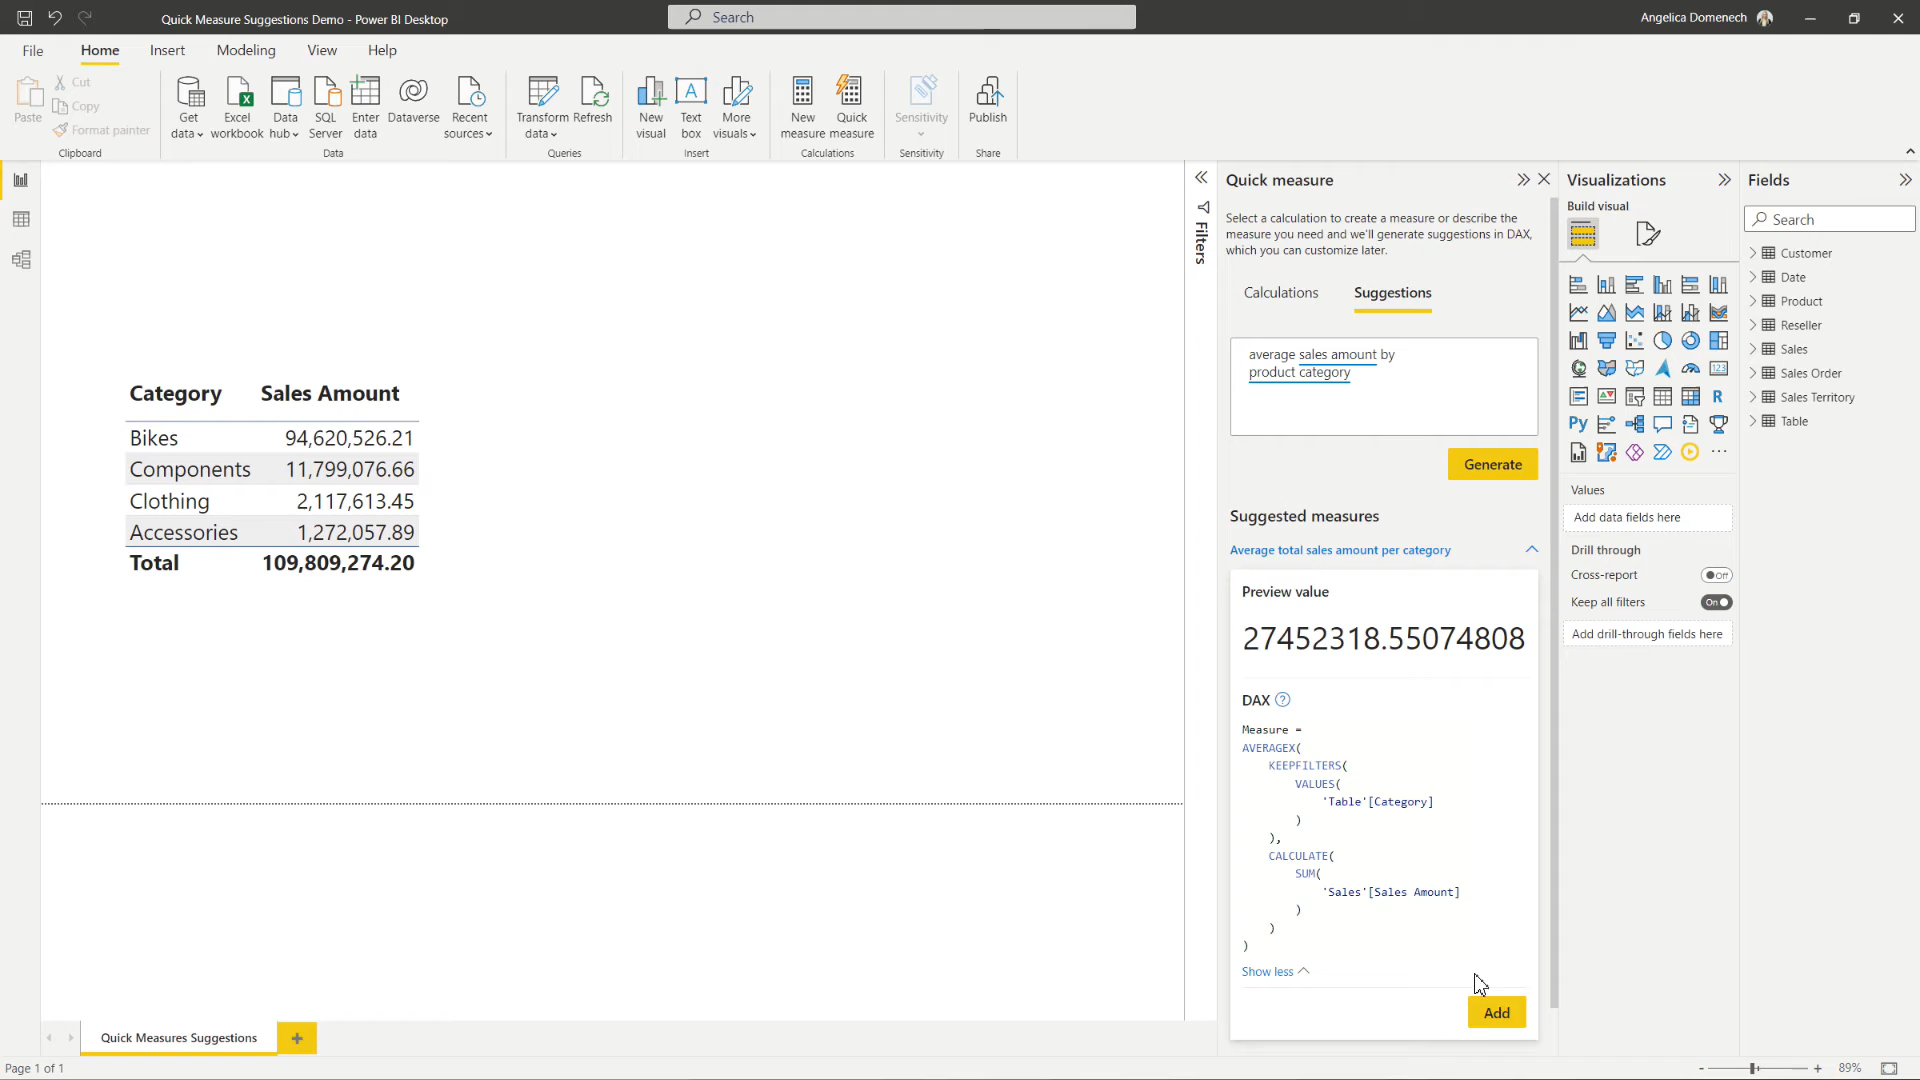 Quick Measure Suggestions Demo - Power BI Desktop
Search
Angelica Domenech
File
Home
Insert
Modeling
View
Help
Paste
Cut
Copy
Format painter
Clipboard
Get data
Excel workbook
Data hub
SQL Server
Enter data
Dataverse
Recent sources
Data
Transform data
Refresh
Queries
New visual
Text box
More visuals
Insert
New measure
Quick measure
Calculations
Sensitivity
Sensitivity
Publish
Share
Category Sales Amount
Bikes 94,620,526.21
Components 11,799,076.66
Clothing 2,117,613.45
Accessories 1,272,057.89
Total 109,809,274.20
Filters
Quick measure
Select a calculation to create a measure or describe the
measure you need and we'll generate suggestions in DAX,
which you can customize later.
Calculations
Suggestions
average sales amount by
product category
Generate
Suggested measures
Average total sales amount per category
Preview value
27452318.55074808
DAX ?
Measure =
AVERAGEX(
KEEPFILTERS(
VALUES(
'Table'[Category]
)
),
CALCULATE(
SUM(
'Sales'[Sales Amount]
)
)
)
Show less
Add
Visualizations
Build visual
123
R
Py
...
Values
Add data fields here
Drill through
Cross-report Off
Keep all filters On
Add drill-through fields here
Fields
Search
Customer
Date
Product
Reseller
Sales
Sales Order
Sales Territory
Table
Quick Measures Suggestions
+
Page 1 of 1
- + 89%